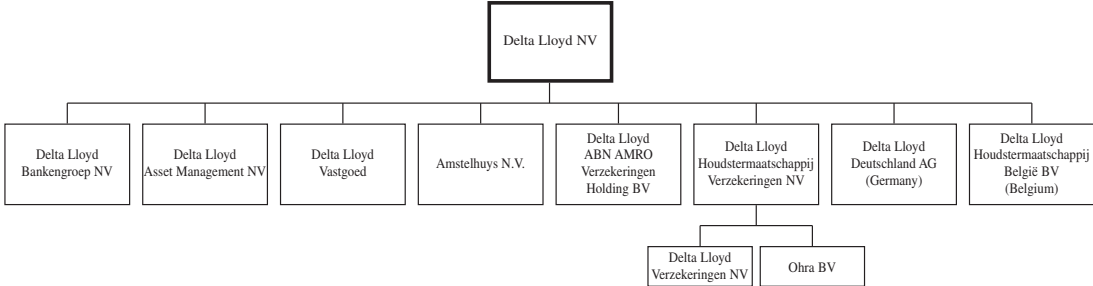 Delta Lloyd NV
Delta Lloyd
Bankengroep NV
Delta Lloyd
Asset Management NV
Delta Lloyd
Vastgoed
Amstelhuys N.V.
Delta Lloyd
ABN AMRO
Verzekeringen
Holding BV
Delta Lloyd
Houdstermaatschappij
Verzekeringen NV
Delta Lloyd
Deutschland AG
(Germany)
Delta Lloyd
Houdstermaatschappij
België BV
(Belgium)
Delta Lloyd
Verzekeringen NV
Ohra BV